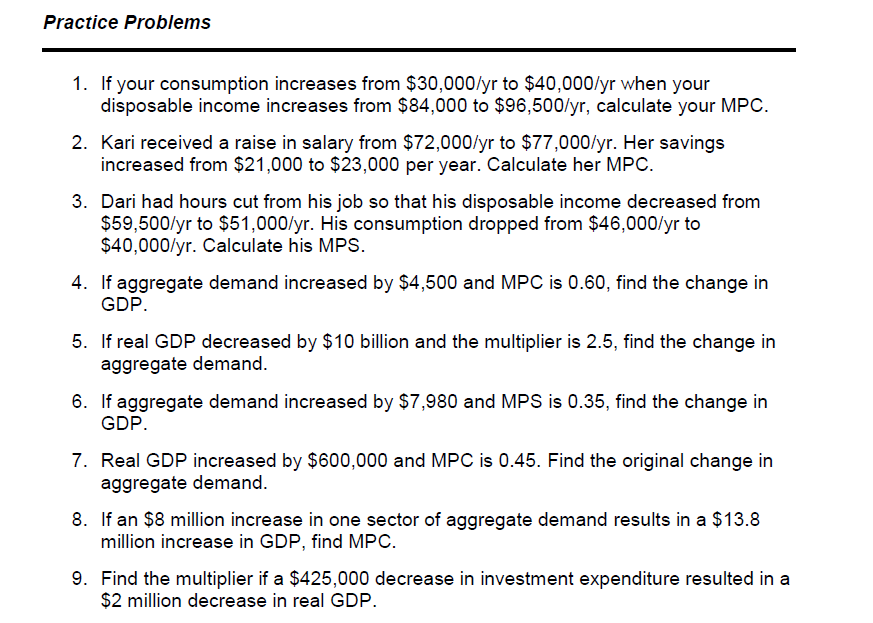 Practice Problems
1. If your consumption increases from $30,000/yr to $40,000/yr when your
disposable income increases from $84,000 to $96,500/yr, calculate your MPC.
2. Kari received a raise in salary from $72,000/yr to $77,000/yr. Her savings
increased from $21,000 to $23,000 per year. Calculate her MPC.
3. Dari had hours cut from his job so that his disposable income decreased from
$59,500/yr to $51,000/yr. His consumption dropped from $46,000/yr to
$40,000/yr. Calculate his MPS.
4. If aggregate demand increased by $4,500 and MPC is 0.60, find the change in
GDP.
5. If real GDP decreased by $10 billion and the multiplier is 2.5, find the change in
aggregate demand.
6. If aggregate demand increased by $7,980 and MPS is 0.35, find the change in
GDP.
7. Real GDP increased by $600,000 and MPC is 0.45. Find the original change in
aggregate demand.
8. If an $8 million increase in one sector of aggregate demand results in a $13.8
million increase in GDP, find MPC.
9. Find the multiplier if a $425,000 decrease in investment expenditure resulted in a
$2 million decrease in real GDP.